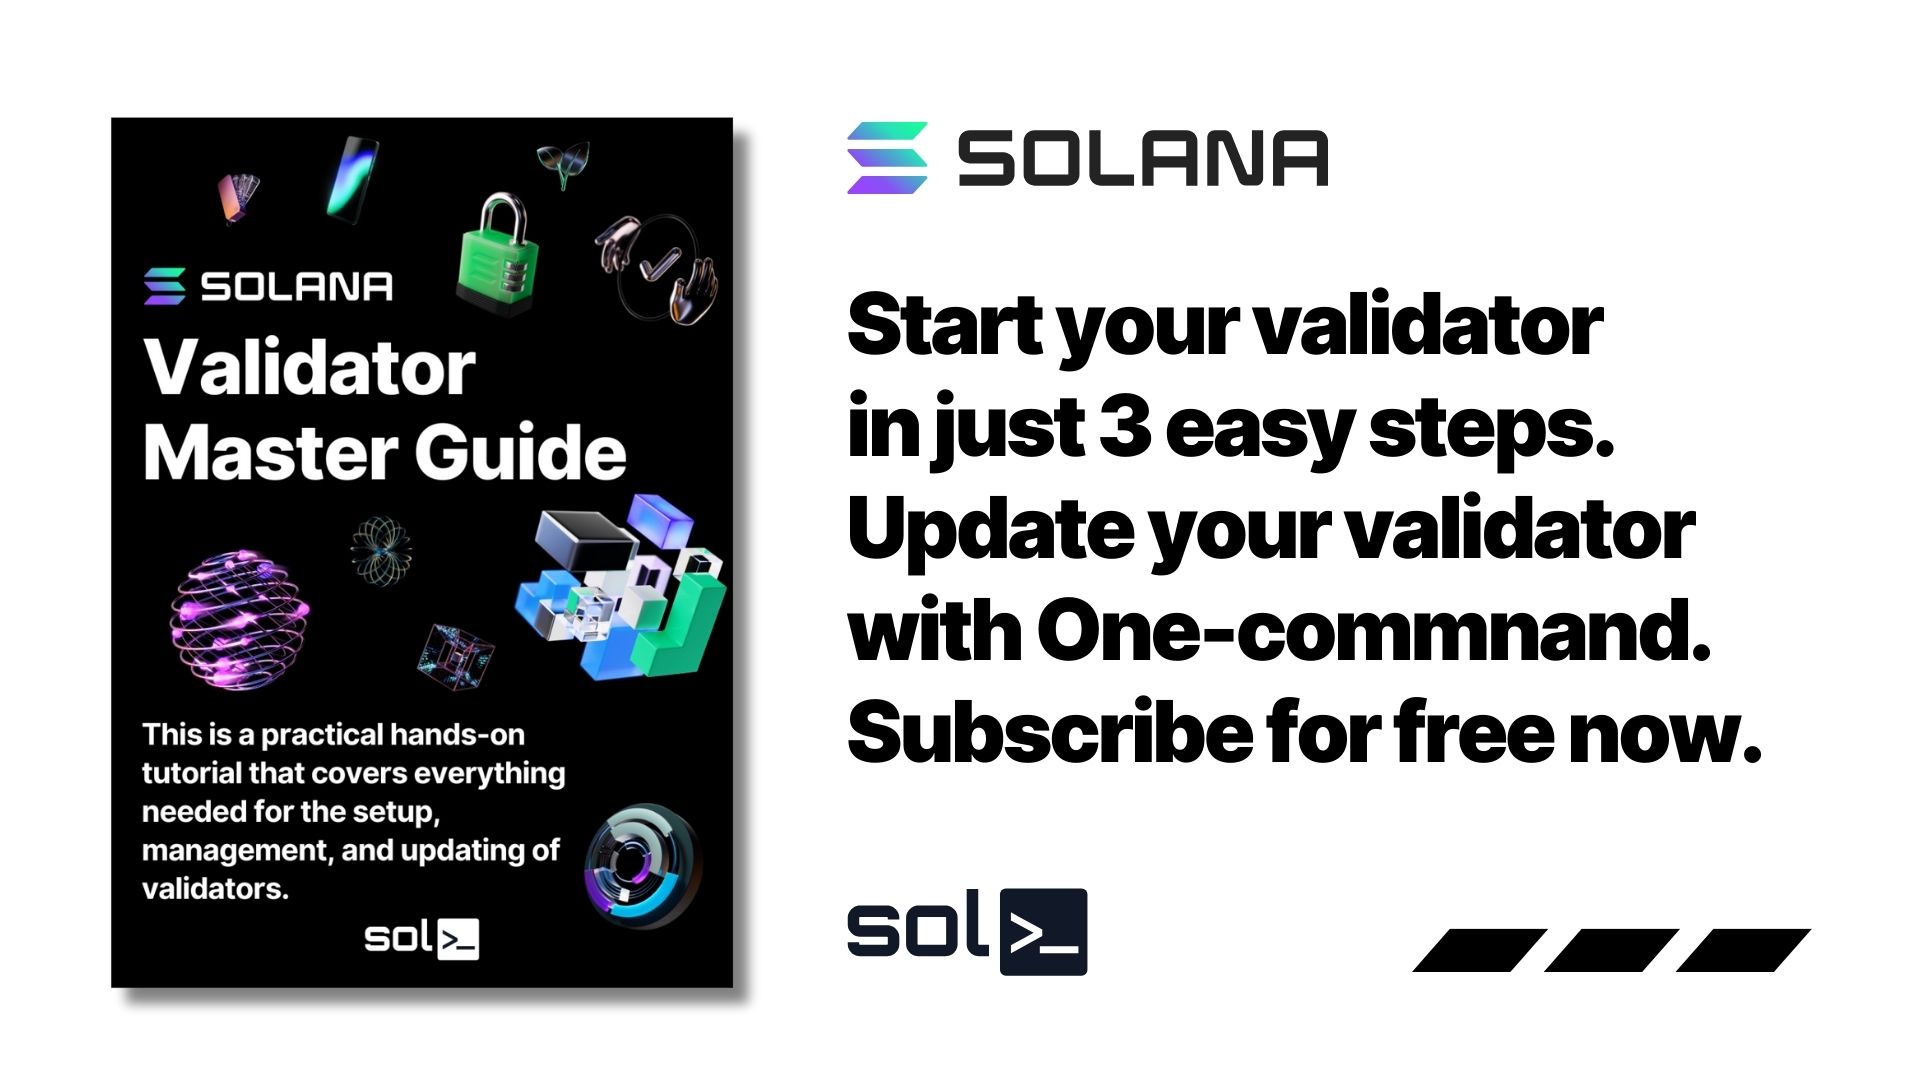 SOLANA
Validator
Master Guide
This is a practical hands-on
tutorial that covers everything
needed for the setup,
management, and updating of
validators.
sol>_
SOLANA
Start your validator
in just 3 easy steps.
Update your validator
with One-commnand.
Subscribe for free now.
sol>_